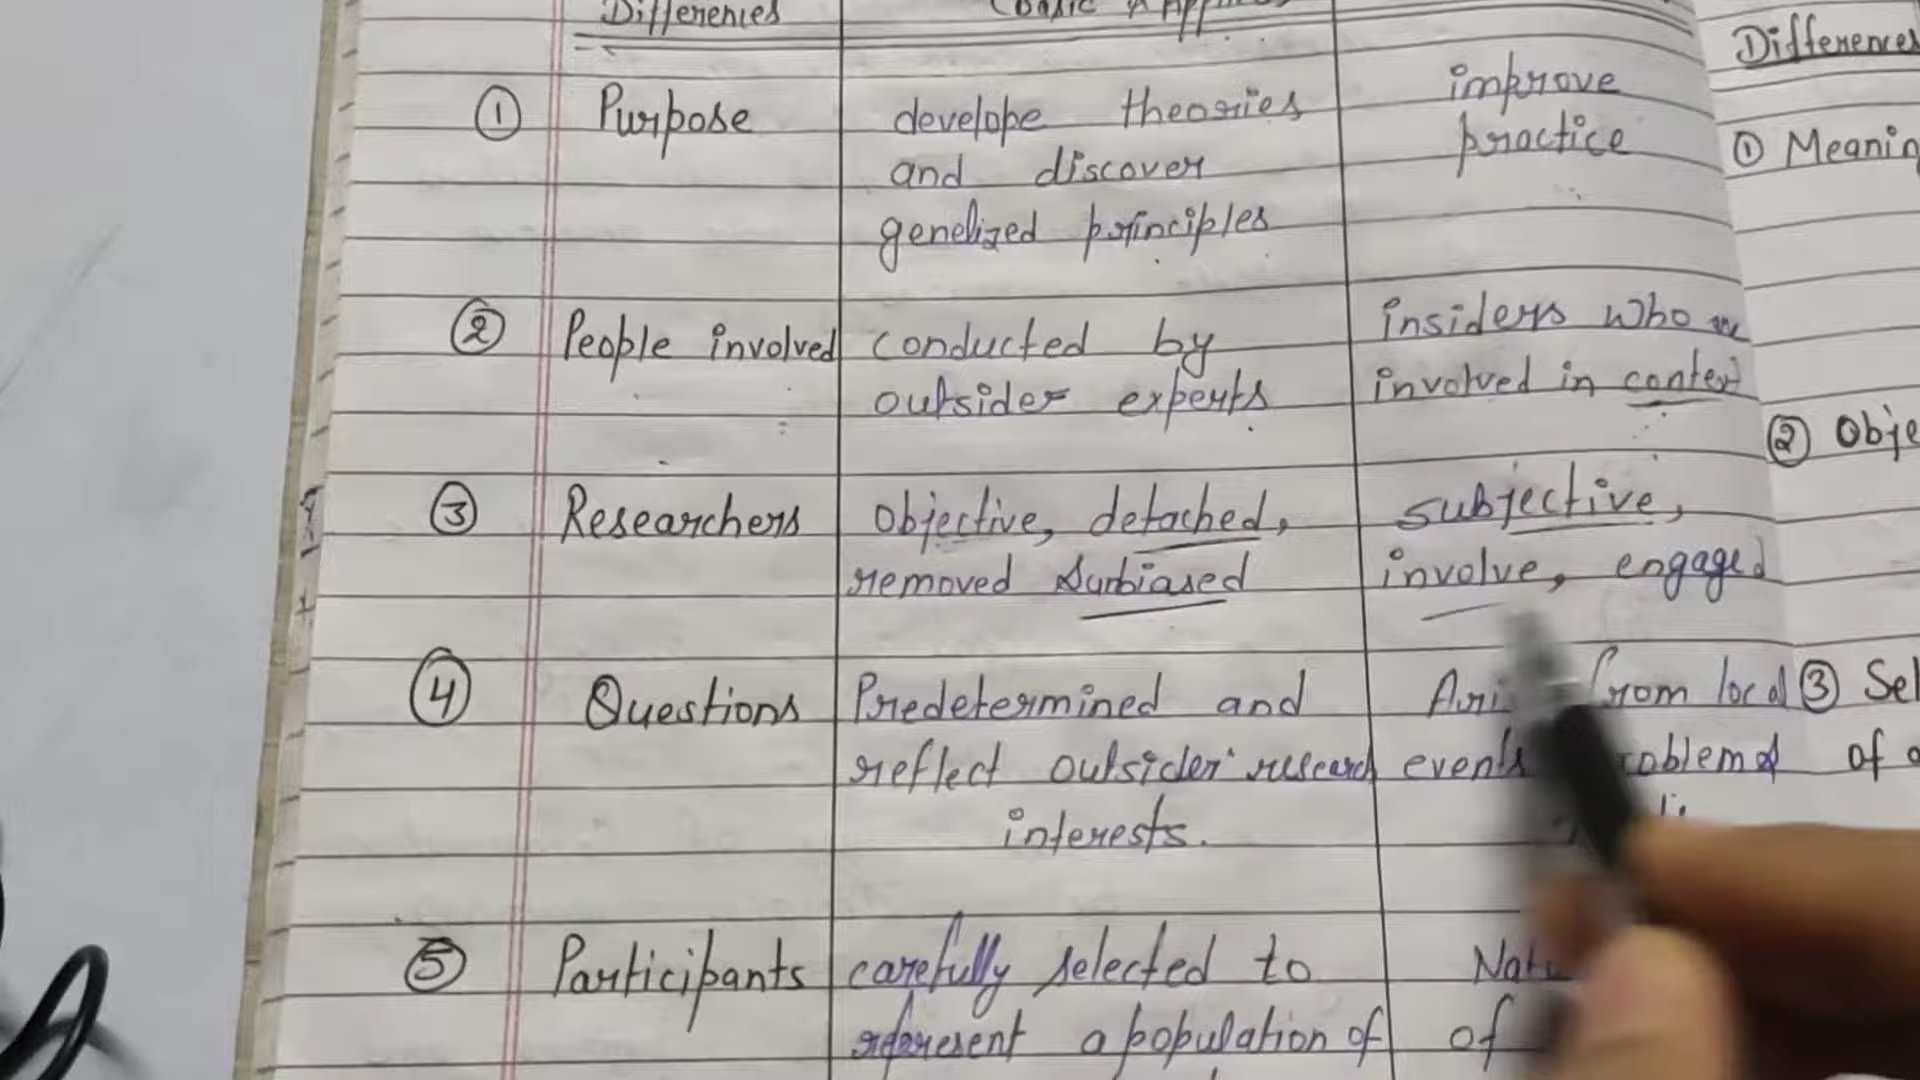 Differences
(Basic
① Purpose develope theories improve
and discover practice
genelized principles
② People involved conducted by insiders who
outsider experts involved in context
③ Researchers objective, detached, subjective,
removed &unbiased involve, engaged
④ Questions Predetermined and from local
reflect outsider research events
interests.
⑤ Participants carefully selected to
represent a population of of
Differences
① Meanin
② Obje
③ Sel
of